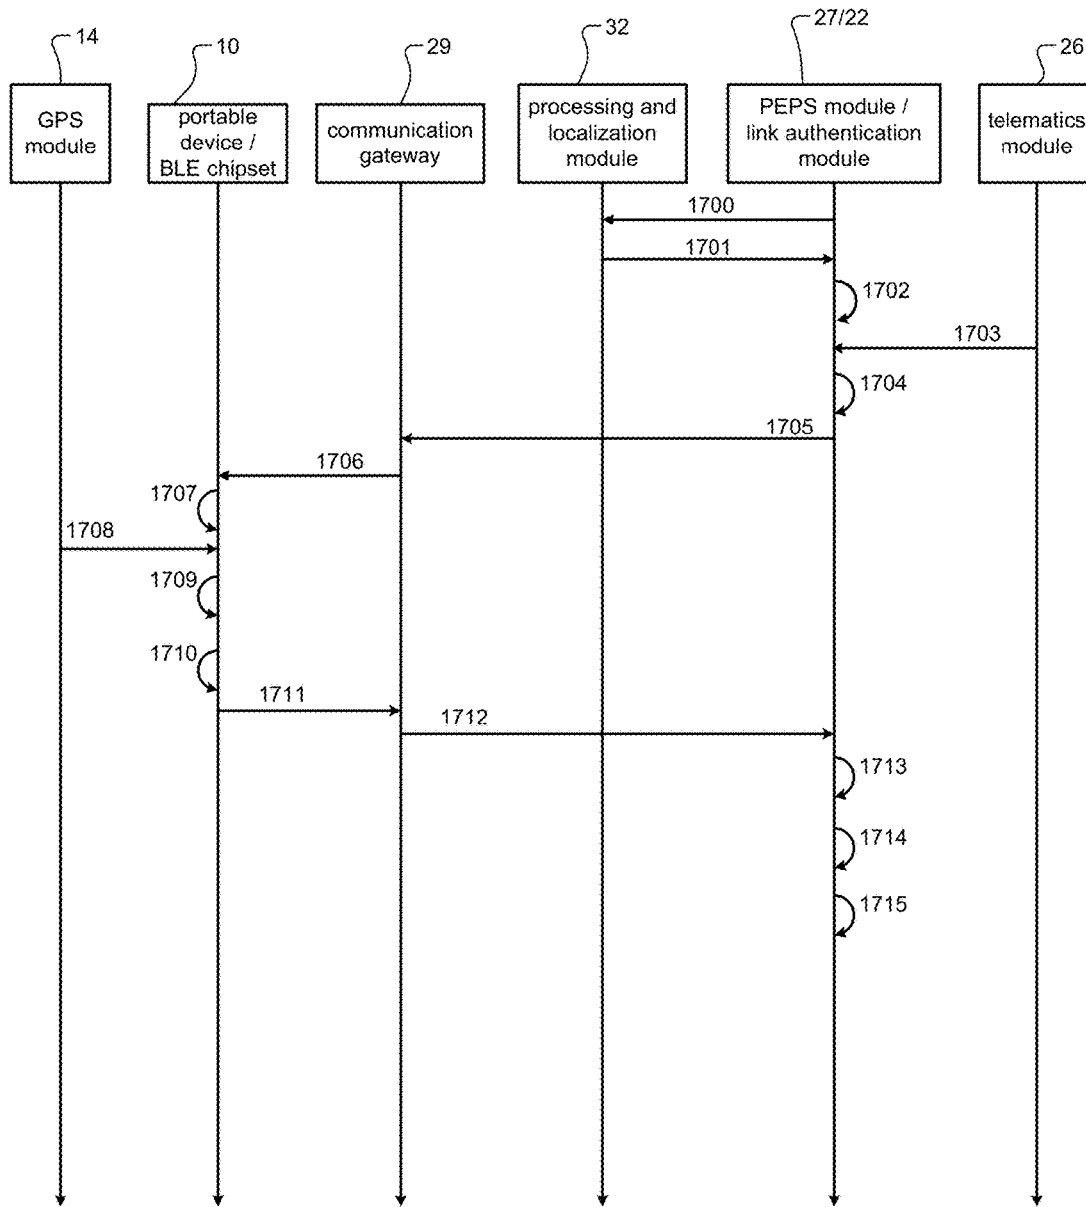 14
10
29
32
27/22
26
GPS
module
portable
device /
BLE chipset
communication
gateway
processing and
localization
module
PEPS module /
link authentication
module
telematics
module
1700
1701
1702
1703
1704
1705
1706
1707
1708
1709
1710
1711
1712
1713
1714
1715